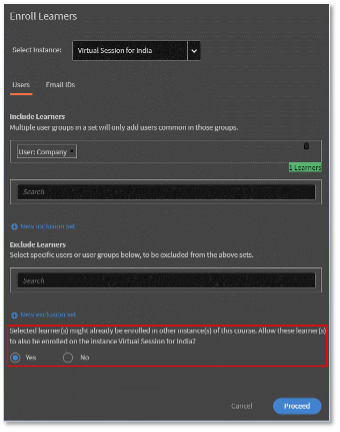 Enroll Learners
Select Instance: Virtual Session for India
Users Email IDs
Include Learners
Multiple user groups in a set will only add users common in those groups.
User: Company ×
1 Learners
Search
New inclusion set
Exclude Learners
Select specific users or user groups below, to be excluded from the above sets.
Search
New exclusion set
Selected learner(s) might already be enrolled in other instance(s) of this course. Allow these learner(s)
to also be enrolled on the instance Virtual Session for India?
Yes No
Cancel Proceed